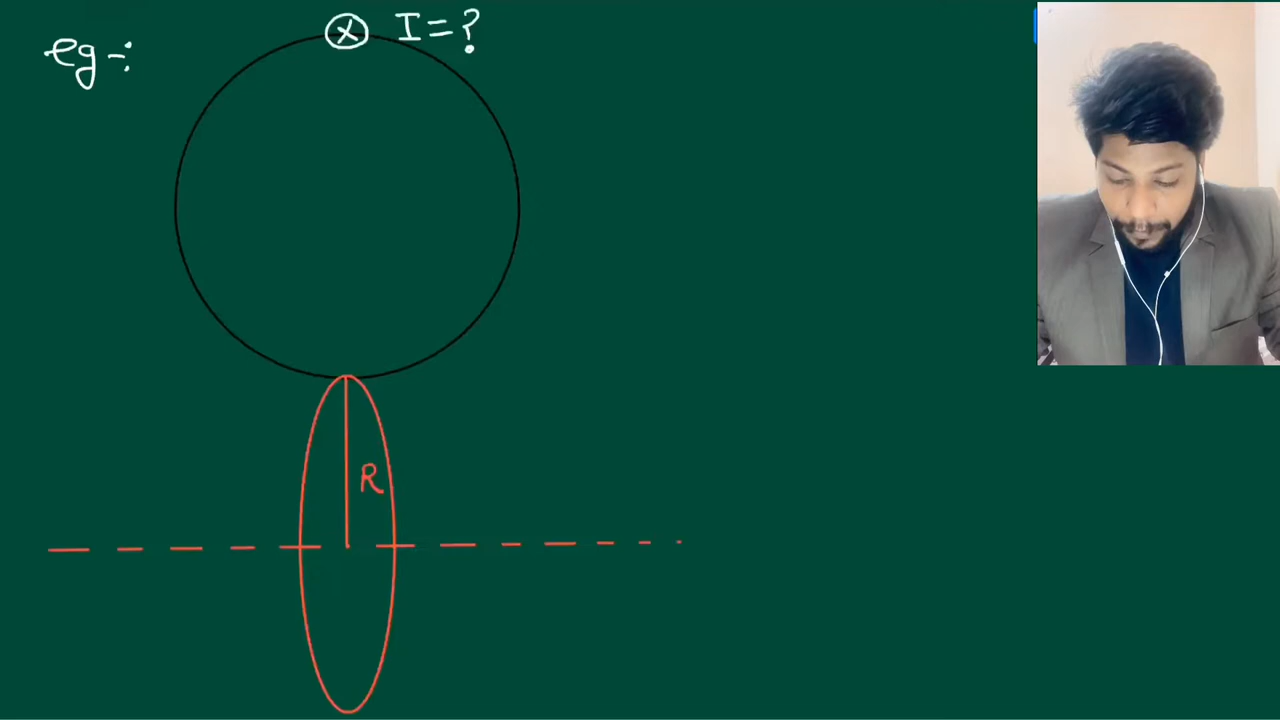 eg -:
ⓧ I = ?
R